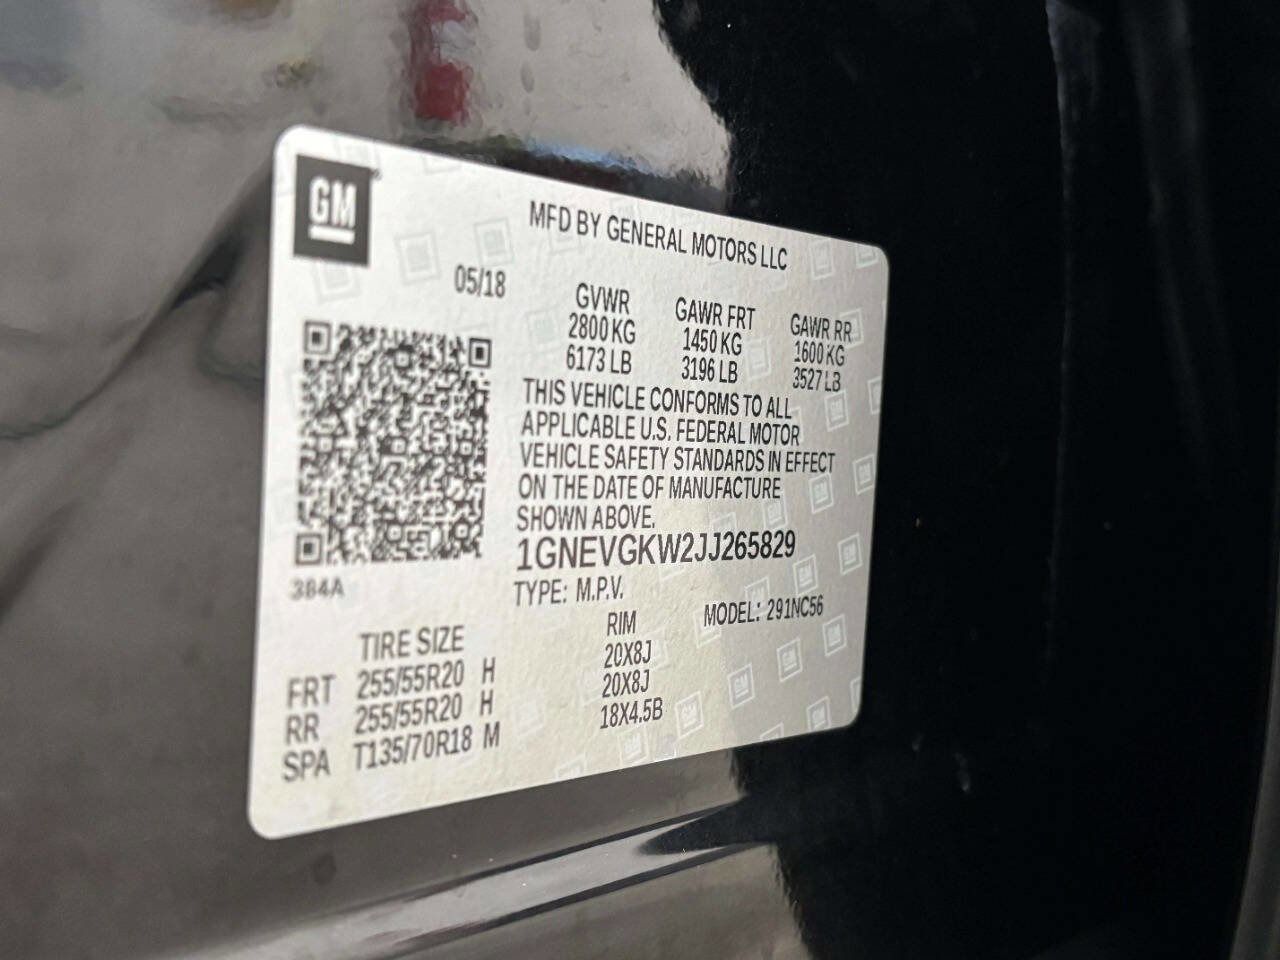 GM
MFD BY GENERAL MOTORS LLC
05/18
GVWR GAWR FRT GAWR RR
2800 KG 1450 KG 1600 KG
6173 LB 3196 LB 3527 LB
THIS VEHICLE CONFORMS TO ALL
APPLICABLE U.S. FEDERAL MOTOR
VEHICLE SAFETY STANDARDS IN EFFECT
ON THE DATE OF MANUFACTURE
SHOWN ABOVE.
1GNEVGKW2JJ265829
384A
TYPE: M.P.V. MODEL: 291NC56
TIRE SIZE RIM
FRT 255/55R20 H 20X8J
RR 255/55R20 H 20X8J
SPA T135/70R18 M 18X4.5B